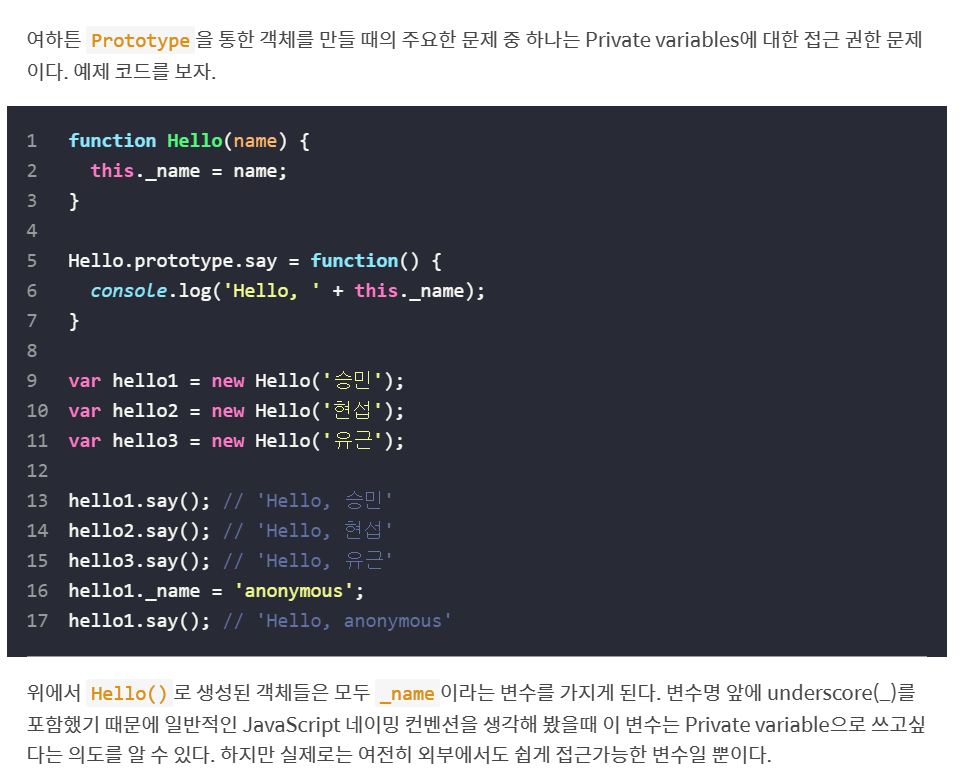 여하튼 Prototype 을 통한 객체를 만들 때의 주요한 문제 중 하나는 Private variables에 대한 접근 권한 문제
이다. 예제 코드를 보자.
1 function Hello(name) {
2   this._name = name;
3 }
4
5 Hello.prototype.say = function() {
6   console.log('Hello, ' + this._name);
7 }
8
9 var hello1 = new Hello('승민');
10 var hello2 = new Hello('현섭');
11 var hello3 = new Hello('유근');
12
13 hello1.say(); // 'Hello, 승민'
14 hello2.say(); // 'Hello, 현섭'
15 hello3.say(); // 'Hello, 유근'
16 hello1._name = 'anonymous';
17 hello1.say(); // 'Hello, anonymous'
위에서 Hello() 로 생성된 객체들은 모두 _name 이라는 변수를 가지게 된다. 변수명 앞에 underscore(_)를
포함했기 때문에 일반적인 JavaScript 네이밍 컨벤션을 생각해 봤을때 이 변수는 Private variable으로 쓰고싶
다는 의도를 알 수 있다. 하지만 실제로는 여전히 외부에서도 쉽게 접근가능한 변수일 뿐이다.